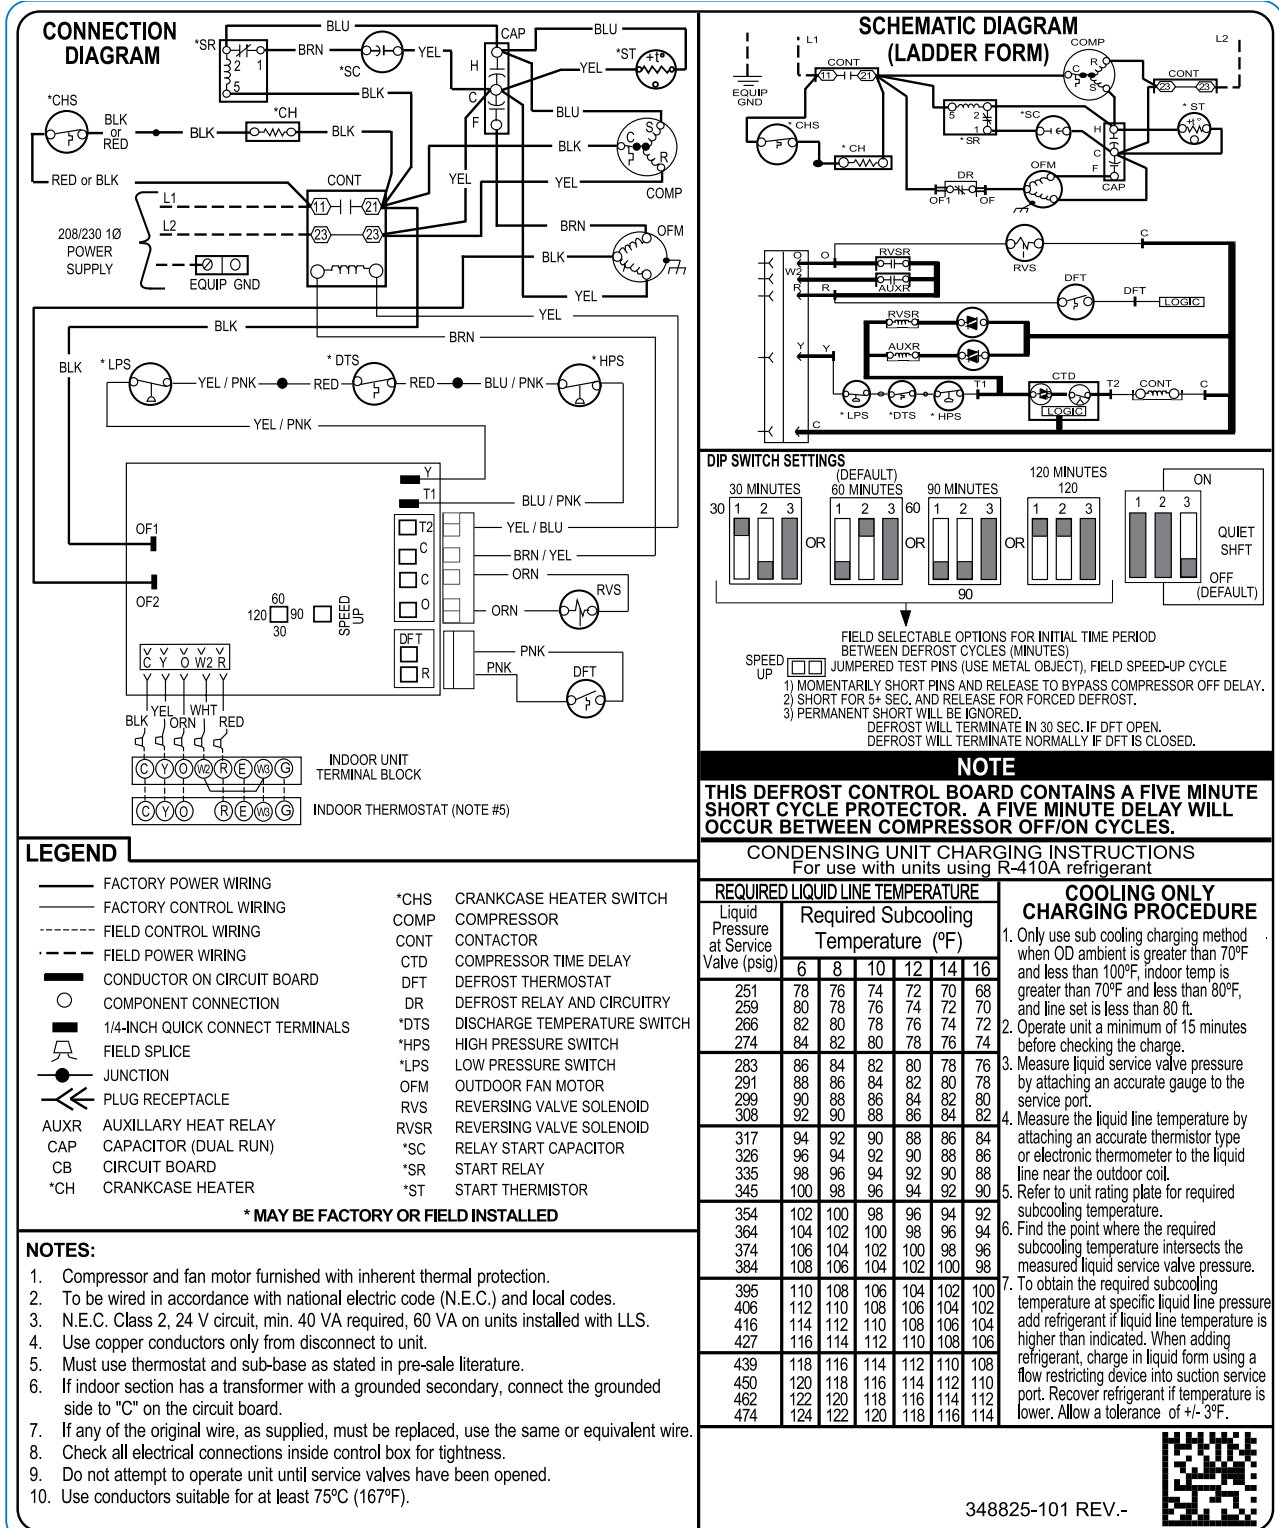 CONNECTION
DIAGRAM
BLU
CAP
BLU
*SR
BRN
YEL
*SC
2 1
5
H
C
F
*ST
+t°
YEL
BLK
*CHS
BLK
or
RED
BLK
*CH
BLK
BLU
BLK
S
C
R
COMP
RED or BLK
CONT
YEL
YEL
L1
11
21
L2
23
23
208/230 1Ø
POWER
SUPPLY
EQUIP GND
BRN
OFM
BLK
YEL
YEL
BLK
BRN
BLK
* LPS
YEL / PNK
* DTS
RED
RED
BLU / PNK
* HPS
YEL / PNK
Y
T1
BLU / PNK
OF1
T2
YEL / BLU
C
BRN / YEL
C
ORN
RVS
OF2
O
ORN
60
120 90
30
SPEED
UP
DFT
PNK
R
PNK
DFT
C Y O W2 R
BLK YEL ORN WHT RED
C Y O W2 R E W3 G
INDOOR UNIT
TERMINAL BLOCK
C Y O R E W3 G
INDOOR THERMOSTAT (NOTE #5)
LEGEND
FACTORY POWER WIRING
FACTORY CONTROL WIRING
FIELD CONTROL WIRING
FIELD POWER WIRING
CONDUCTOR ON CIRCUIT BOARD
COMPONENT CONNECTION
1/4-INCH QUICK CONNECT TERMINALS
FIELD SPLICE
JUNCTION
PLUG RECEPTACLE
AUXR AUXILLARY HEAT RELAY
CAP CAPACITOR (DUAL RUN)
CB CIRCUIT BOARD
*CH CRANKCASE HEATER
*CHS CRANKCASE HEATER SWITCH
COMP COMPRESSOR
CONT CONTACTOR
CTD COMPRESSOR TIME DELAY
DFT DEFROST THERMOSTAT
DR DEFROST RELAY AND CIRCUITRY
*DTS DISCHARGE TEMPERATURE SWITCH
*HPS HIGH PRESSURE SWITCH
*LPS LOW PRESSURE SWITCH
OFM OUTDOOR FAN MOTOR
RVS REVERSING VALVE SOLENOID
RVSR REVERSING VALVE SOLENOID
*SC RELAY START CAPACITOR
*SR START RELAY
*ST START THERMISTOR
* MAY BE FACTORY OR FIELD INSTALLED
NOTES:
1. Compressor and fan motor furnished with inherent thermal protection.
2. To be wired in accordance with national electric code (N.E.C.) and local codes.
3. N.E.C. Class 2, 24 V circuit, min. 40 VA required, 60 VA on units installed with LLS.
4. Use copper conductors only from disconnect to unit.
5. Must use thermostat and sub-base as stated in pre-sale literature.
6. If indoor section has a transformer with a grounded secondary, connect the grounded
side to "C" on the circuit board.
7. If any of the original wire, as supplied, must be replaced, use the same or equivalent wire.
8. Check all electrical connections inside control box for tightness.
9. Do not attempt to operate unit until service valves have been opened.
10. Use conductors suitable for at least 75ºC (167ºF).
SCHEMATIC DIAGRAM
(LADDER FORM)
L1
L2
COMP
CONT
11
21
R
C
S
CONT
23
23
EQUIP
GND
* CHS
5 2
1
*SR
*SC
H
C
F
CAP
* ST
+t°
* CH
DR
OF1 OF
OFM
O
O
RVSR
RVS
C
W2
R
R
AUXR
DFT
DFT
LOGIC
RVSR
AUXR
Y
Y
* LPS
*DTS
* HPS
T1
CTD
LOGIC
T2
CONT
C
C
DIP SWITCH SETTINGS
30 MINUTES
(DEFAULT)
60 MINUTES
90 MINUTES
120 MINUTES
120
ON
30 1 2 3
OR
1 2 3 60
OR
1 2 3
OR
1 2 3
1 2 3
QUIET
SHFT
OFF
(DEFAULT)
90
FIELD SELECTABLE OPTIONS FOR INITIAL TIME PERIOD
BETWEEN DEFROST CYCLES (MINUTES)
SPEED
UP
JUMPERED TEST PINS (USE METAL OBJECT), FIELD SPEED-UP CYCLE
1) MOMENTARILY SHORT PINS AND RELEASE TO BYPASS COMPRESSOR OFF DELAY.
2) SHORT FOR 5+ SEC. AND RELEASE FOR FORCED DEFROST.
3) PERMANENT SHORT WILL BE IGNORED.
DEFROST WILL TERMINATE IN 30 SEC. IF DFT OPEN.
DEFROST WILL TERMINATE NORMALLY IF DFT IS CLOSED.
NOTE
THIS DEFROST CONTROL BOARD CONTAINS A FIVE MINUTE
SHORT CYCLE PROTECTOR. A FIVE MINUTE DELAY WILL
OCCUR BETWEEN COMPRESSOR OFF/ON CYCLES.
CONDENSING UNIT CHARGING INSTRUCTIONS
For use with units using R-410A refrigerant
REQUIRED LIQUID LINE TEMPERATURE
Liquid
Pressure
at Service
Valve (psig)
Required Subcooling
Temperature (ºF)
6 8 10 12 14 16
251 78 76 74 72 70 68
259 80 78 76 74 72 70
266 82 80 78 76 74 72
274 84 82 80 78 76 74
283 86 84 82 80 78 76
291 88 86 84 82 80 78
299 90 88 86 84 82 80
308 92 90 88 86 84 82
317 94 92 90 88 86 84
326 96 94 92 90 88 86
335 98 96 94 92 90 88
345 100 98 96 94 92 90
354 102 100 98 96 94 92
364 104 102 100 98 96 94
374 106 104 102 100 98 96
384 108 106 104 102 100 98
395 110 108 106 104 102 100
406 112 110 108 106 104 102
416 114 112 110 108 106 104
427 116 114 112 110 108 106
439 118 116 114 112 110 108
450 120 118 116 114 112 110
462 122 120 118 116 114 112
474 124 122 120 118 116 114
COOLING ONLY
CHARGING PROCEDURE
1. Only use sub cooling charging method
when OD ambient is greater than 70ºF
and less than 100ºF, indoor temp is
greater than 70ºF and less than 80ºF,
and line set is less than 80 ft.
2. Operate unit a minimum of 15 minutes
before checking the charge.
3. Measure liquid service valve pressure
by attaching an accurate gauge to the
service port.
4. Measure the liquid line temperature by
attaching an accurate thermistor type
or electronic thermometer to the liquid
line near the outdoor coil.
5. Refer to unit rating plate for required
subcooling temperature.
6. Find the point where the required
subcooling temperature intersects the
measured liquid service valve pressure.
7. To obtain the required subcooling
temperature at specific liquid line pressure
add refrigerant if liquid line temperature is
higher than indicated. When adding
refrigerant, charge in liquid form using a
flow restricting device into suction service
port. Recover refrigerant if temperature is
lower. Allow a tolerance of +/- 3ºF.
348825-101 REV.-